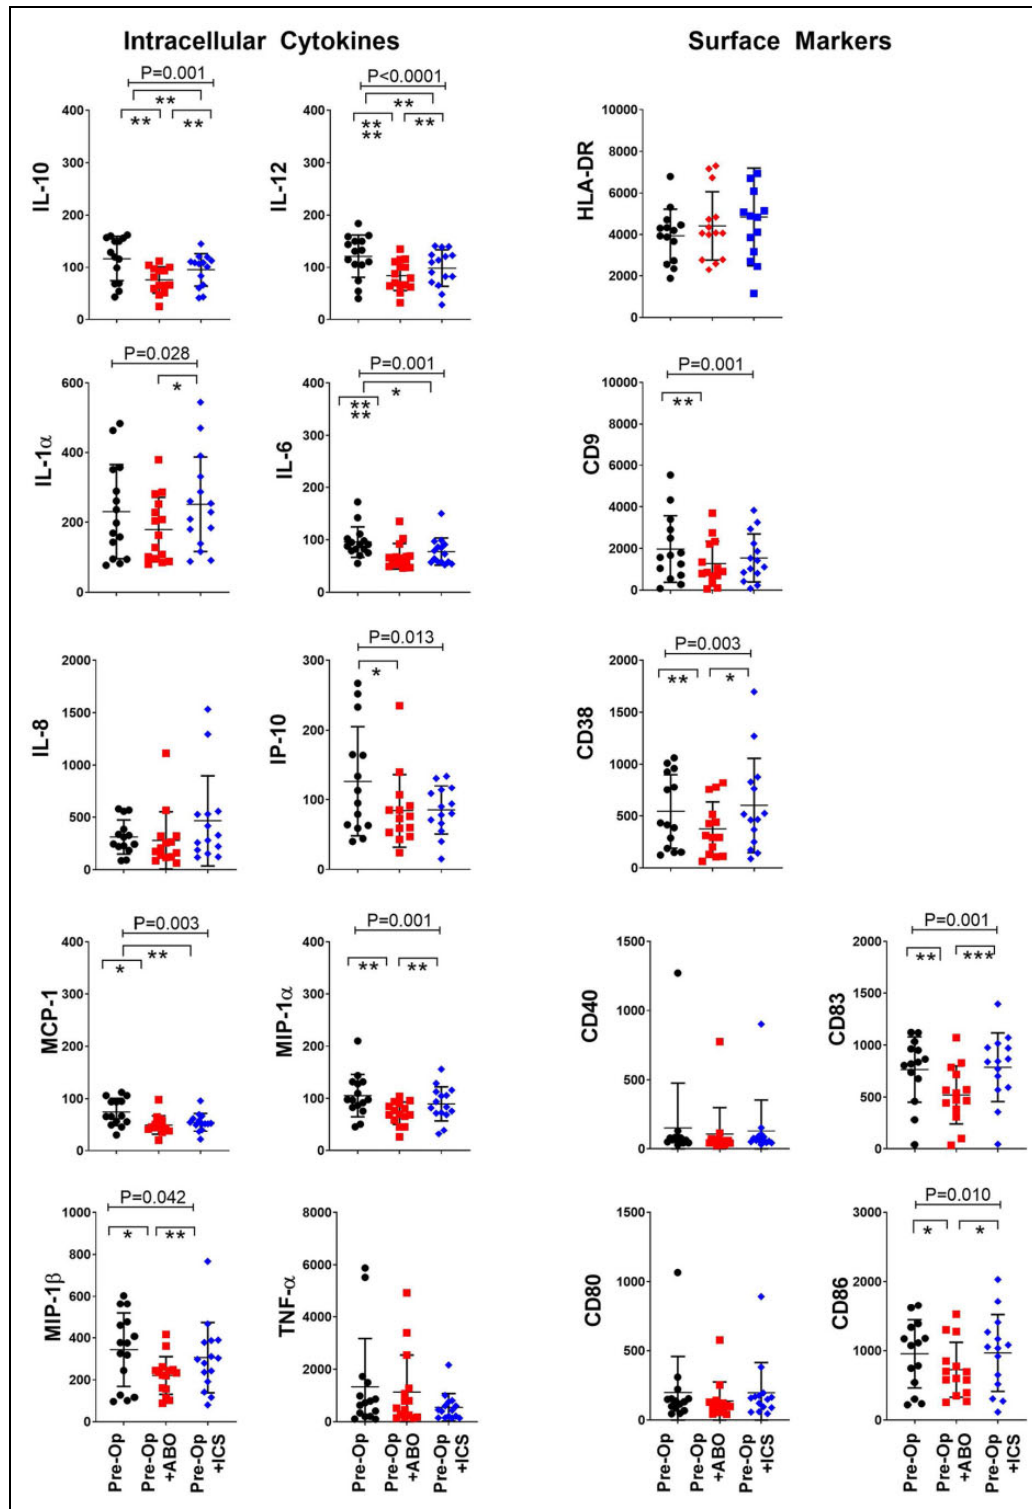 Intracellular Cytokines
Surface Markers
P=0.001
**
** **
IL-10
400
300
200
100
0
P<0.0001
**
** **
**
IL-12
400
300
200
100
0
HLA-DR
10000
8000
6000
4000
2000
0
P=0.028
*
IL-1α
600
400
200
0
P=0.001
*
**
**
IL-6
400
300
200
100
0
P=0.001
**
CD9
10000
8000
6000
4000
2000
0
IL-8
2000
1500
1000
500
0
P=0.013
*
IP-10
300
200
100
0
P=0.003
** *
CD38
2000
1500
1000
500
0
P=0.003
**
*
MCP-1
400
300
200
100
0
P=0.001
** **
MIP-1α
400
300
200
100
0
CD40
1500
1000
500
0
P=0.001
** ***
CD83
2000
1500
1000
500
0
P=0.042
* **
MIP-1β
1000
800
600
400
200
0
Pre-Op
Pre-Op
+ABO
Pre-Op
+ICS
TNF-α
8000
6000
4000
2000
0
Pre-Op
Pre-Op
+ABO
Pre-Op
+ICS
CD80
1500
1000
500
0
Pre-Op
Pre-Op
+ABO
Pre-Op
+ICS
P=0.010
* *
CD86
3000
2000
1000
0
Pre-Op
Pre-Op
+ABO
Pre-Op
+ICS